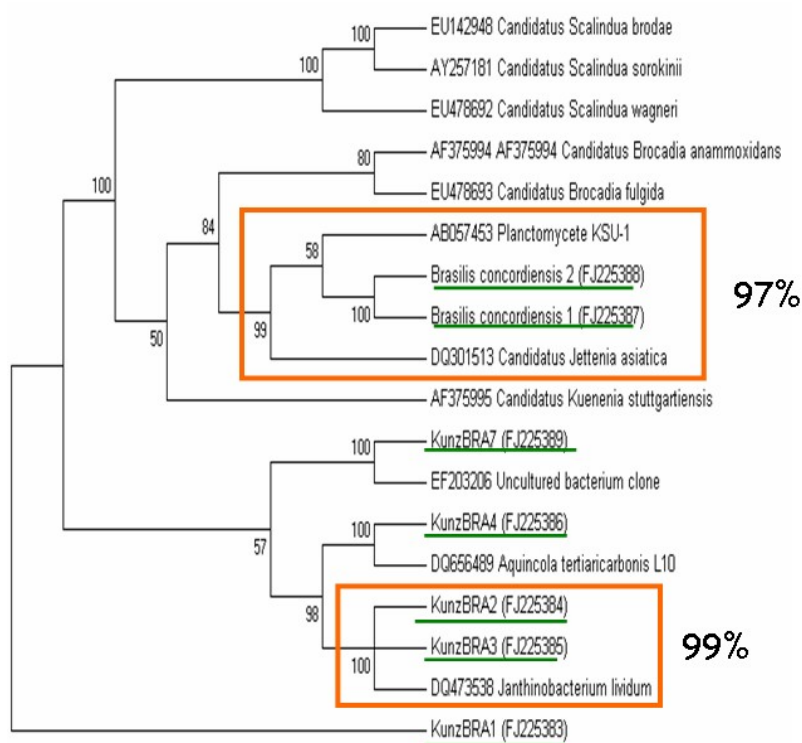 100
EU142948 Candidatus Scalindua brodae
100
AY257181 Candidatus Scalindua sorokinii
EU478692 Candidatus Scalindua wagneri
80
AF375994 AF375994 Candidatus Brocadia anammoxidans
100
EU478693 Candidatus Brocadia fulgida
84
AB057453 Planctomycete KSU-1
58
Brasilis concordiensis 2 (FJ225388)
97%
100
Brasilis concordiensis 1 (FJ225387)
99
50
DQ301513 Candidatus Jettenia asiatica
AF375995 Candidatus Kuenenia stuttgartiensis
100
KunzBRA7 (FJ225389)
EF203206 Uncultured bacterium clone
100
KunzBRA4 (FJ225386)
57
DQ656489 Aquincola tertiaricarbonis L10
98
KunzBRA2 (FJ225384)
KunzBRA3 (FJ225385)
99%
100
DQ473538 Janthinobacterium lividum
KunzBRA1 (FJ225383)